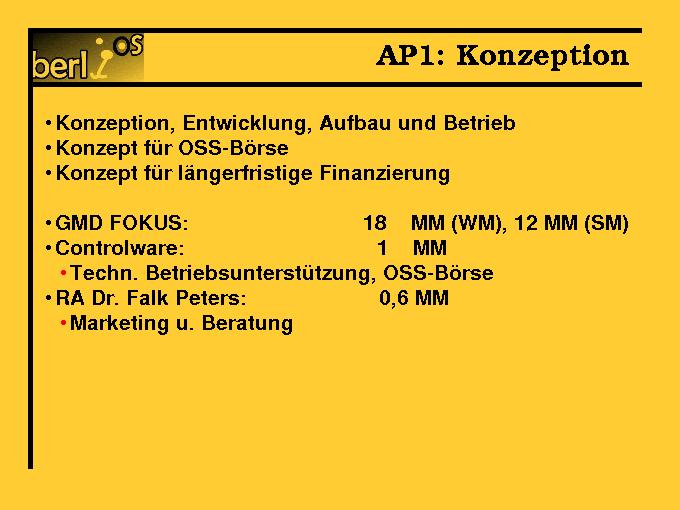 berliOS
AP1: Konzeption
• Konzeption, Entwicklung, Aufbau und Betrieb
• Konzept für OSS-Börse
• Konzept für längerfristige Finanzierung
• GMD FOKUS: 18 MM (WM), 12 MM (SM)
• Controlware: 1 MM
• Techn. Betriebsunterstützung, OSS-Börse
• RA Dr. Falk Peters: 0,6 MM
• Marketing u. Beratung